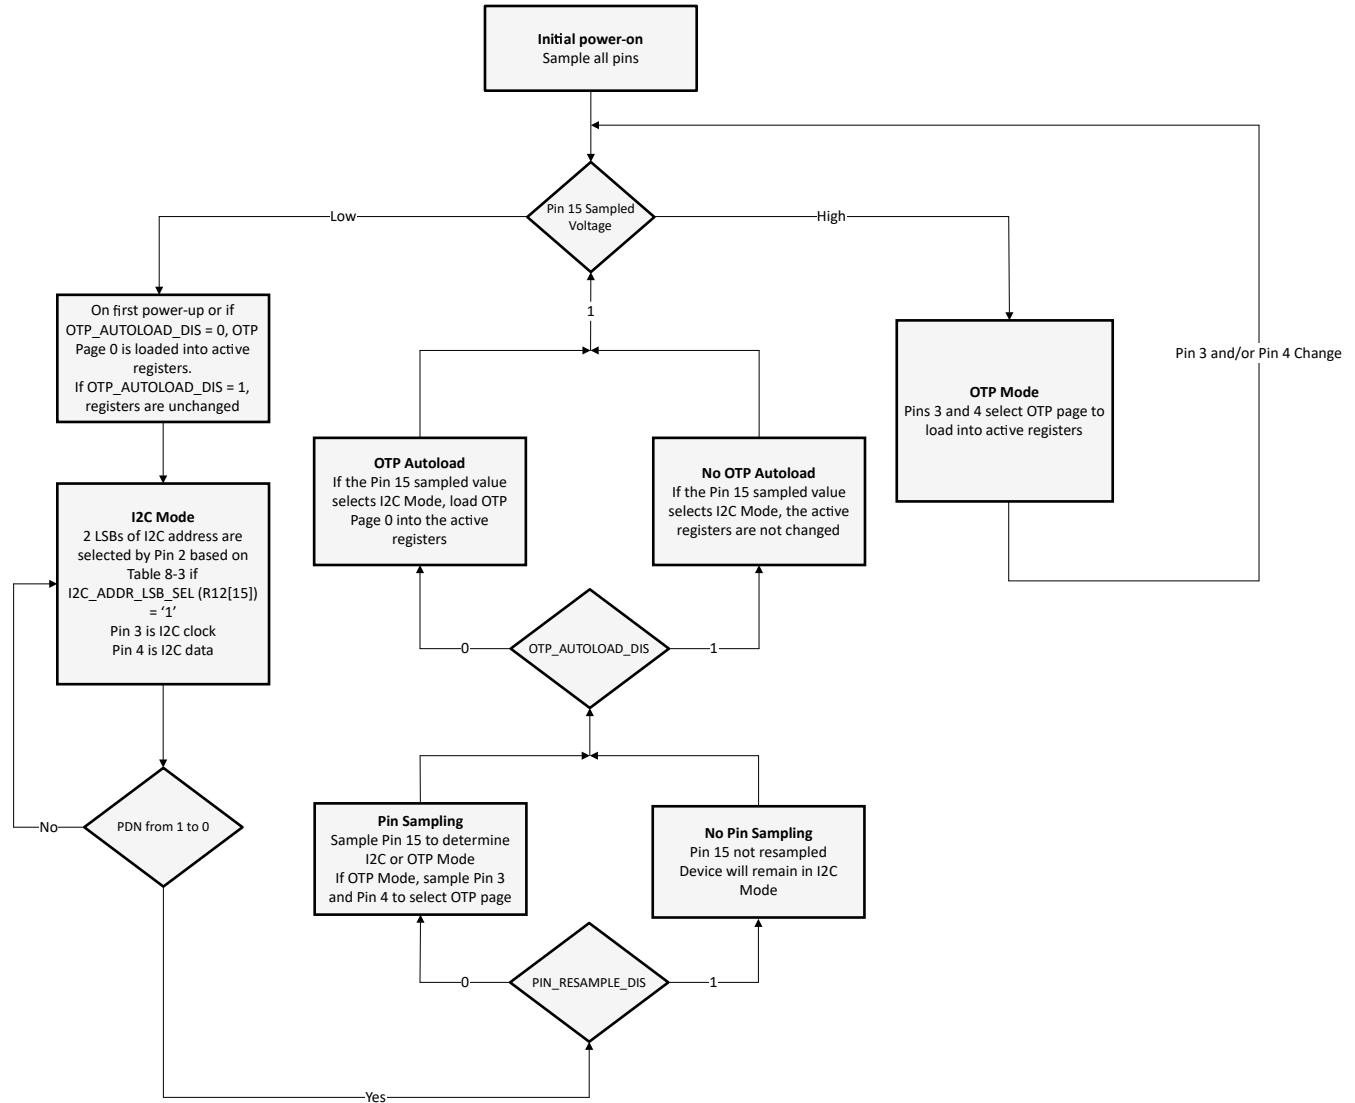 Initial power-on
Sample all pins
Pin 15 Sampled
Voltage
Low
High
1
On first power-up or if
OTP_AUTOLOAD_DIS = 0, OTP
Page 0 is loaded into active
registers.
If OTP_AUTOLOAD_DIS = 1,
registers are unchanged
Pin 3 and/or Pin 4 Change
OTP Mode
Pins 3 and 4 select OTP page to
load into active registers
OTP Autoload
If the Pin 15 sampled value
selects I2C Mode, load OTP
Page 0 into the active
registers
No OTP Autoload
If the Pin 15 sampled value
selects I2C Mode, the active
registers are not changed
I2C Mode
2 LSBs of I2C address are
selected by Pin 2 based on
Table 8-3 if
I2C_ADDR_LSB_SEL (R12[15])
= ‘1’
Pin 3 is I2C clock
Pin 4 is I2C data
0
OTP_AUTOLOAD_DIS
1
No
PDN from 1 to 0
Pin Sampling
Sample Pin 15 to determine
I2C or OTP Mode
If OTP Mode, sample Pin 3
and Pin 4 to select OTP page
No Pin Sampling
Pin 15 not resampled
Device will remain in I2C
Mode
0
PIN_RESAMPLE_DIS
1
Yes